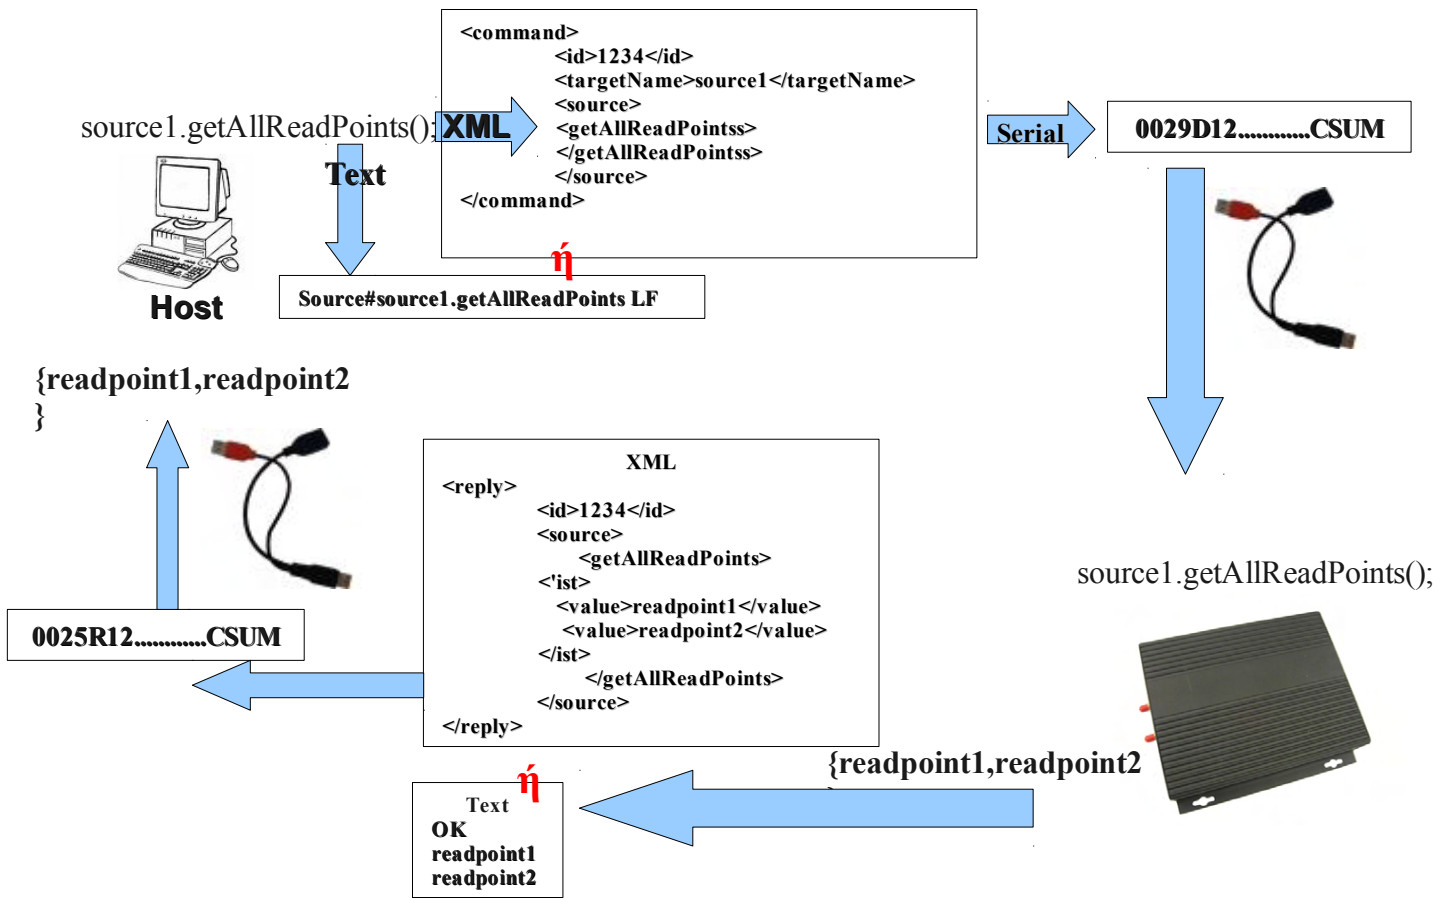 <command>
<id>1234</id>
<targetName>source1</targetName>
<source>
<getAllReadPointss>
</getAllReadPointss>
</source>
</command>
source1.getAllReadPoints();
XML
Text
Serial
0029D12............CSUM
ή
Source#source1.getAllReadPoints LF
Host
{readpoint1,readpoint2
}
XML
<reply>
<id>1234</id>
<source>
<getAllReadPoints>
<'ist>
<value>readpoint1</value>
<value>readpoint2</value>
</ist>
</getAllReadPoints>
</source>
</reply>
source1.getAllReadPoints();
0025R12............CSUM
{readpoint1,readpoint2
ή
Text
OK
readpoint1
readpoint2